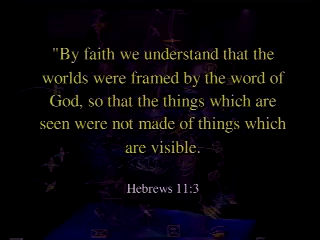 "By faith we understand that the
worlds were framed by the word of
God, so that the things which are
seen were not made of things which
are visible.
Hebrews 11:3